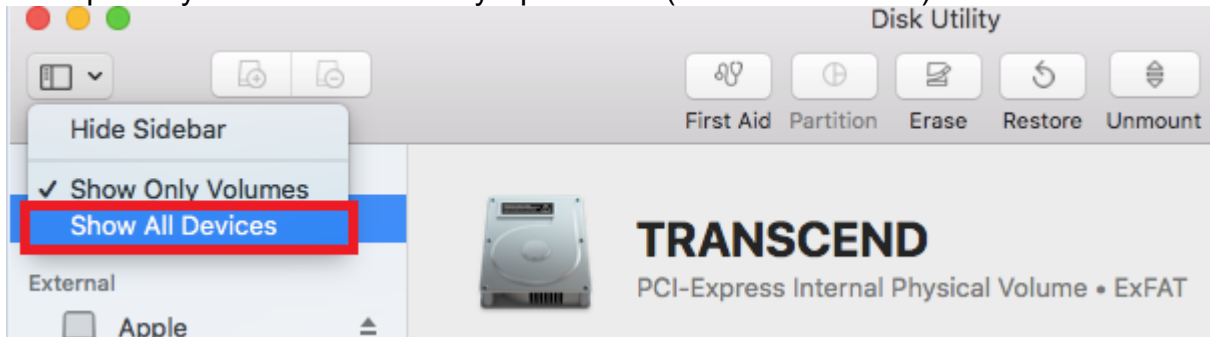 Disk Utility
First Aid Partition Erase Restore Unmount
Hide Sidebar
✓ Show Only Volumes
Show All Devices
External
Apple
TRANSCEND
PCI-Express Internal Physical Volume • ExFAT